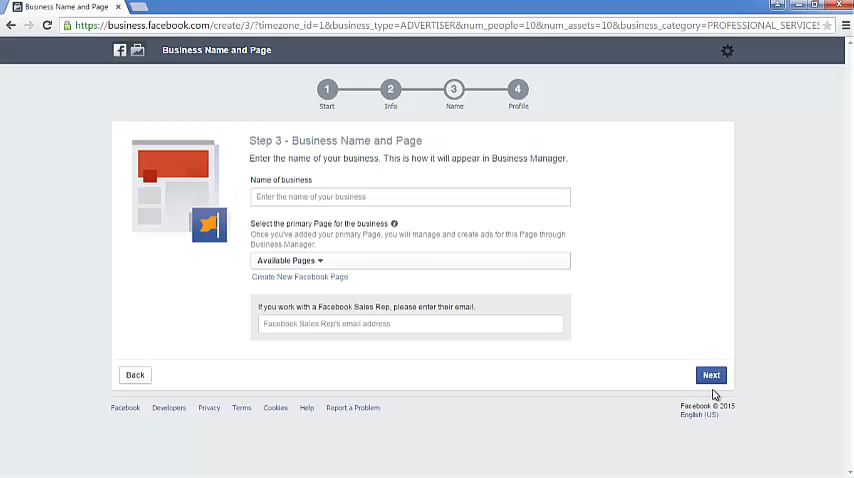 Business Name and Page
https://business.facebook.com/create/3/?timezone_id=1&business_type=ADVERTISER&num_people=10&num_assets=10&business_category=PROFESSIONAL_SERVICES
Business Name and Page
1 2 3 4
Start Info Name Profile
Step 3 - Business Name and Page
Enter the name of your business. This is how it will appear in Business Manager.
Name of business
Enter the name of your business
Select the primary Page for the business
Once you've added your primary Page, you will manage and create ads for this Page through
Business Manager.
Available Pages
Create New Facebook Page
If you work with a Facebook Sales Rep, please enter their email.
Facebook Sales Rep's email address
Back Next
Facebook Developers Privacy Terms Cookies Help Report a Problem
Facebook © 2015
English (US)